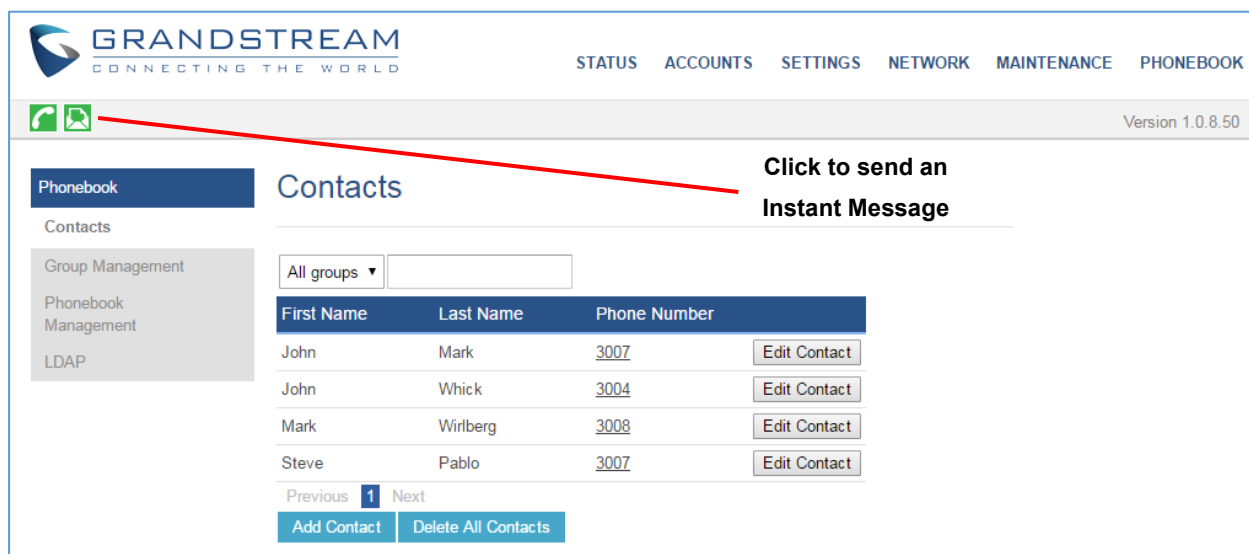 GRANDSTREAM
CONNECTING THE WORLD
STATUS ACCOUNTS SETTINGS NETWORK MAINTENANCE PHONEBOOK
Version 1.0.8.50
Click to send an
Instant Message
Phonebook
Contacts
Group Management
Phonebook
Management
LDAP
Contacts
All groups
First Name Last Name Phone Number
John Mark 3007 Edit Contact
John Whick 3004 Edit Contact
Mark Wirlberg 3008 Edit Contact
Steve Pablo 3007 Edit Contact
Previous 1 Next
Add Contact Delete All Contacts